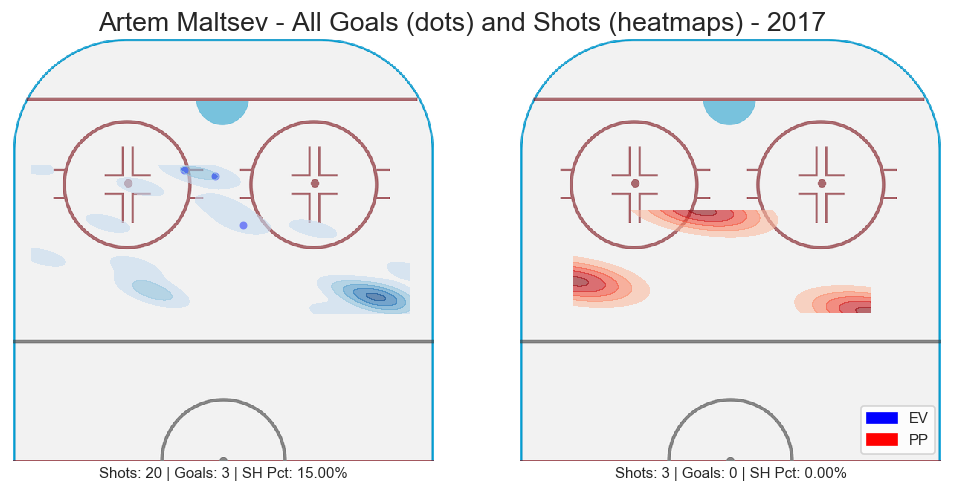 Artem Maltsev - All Goals (dots) and Shots (heatmaps) - 2017
EV
PP
Shots: 20 | Goals: 3 | SH Pct: 15.00%
Shots: 3 | Goals: 0 | SH Pct: 0.00%